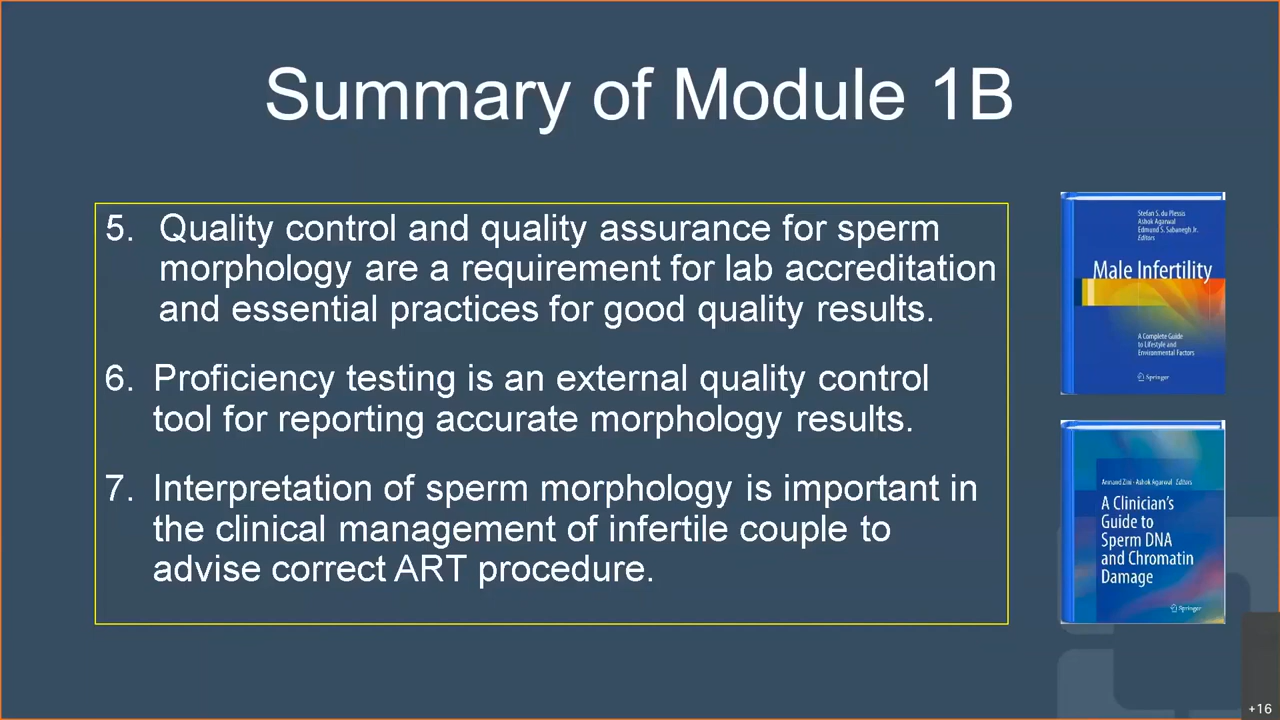 Summary of Module 1B
5. Quality control and quality assurance for sperm
morphology are a requirement for lab accreditation
and essential practices for good quality results.
6. Proficiency testing is an external quality control
tool for reporting accurate morphology results.
7. Interpretation of sperm morphology is important in
the clinical management of infertile couple to
advise correct ART procedure.
Stefan S. du Plessis
Ashok Agarwal
Edmund S. Sabanegh Jr.
Editors
Male Infertility
A Complete Guide
to Lifestyle and
Environmental Factors
Springer
Armand Zini · Ashok Agarwal Editors
A Clinician's
Guide to
Sperm DNA
and Chromatin
Damage
Springer
+16